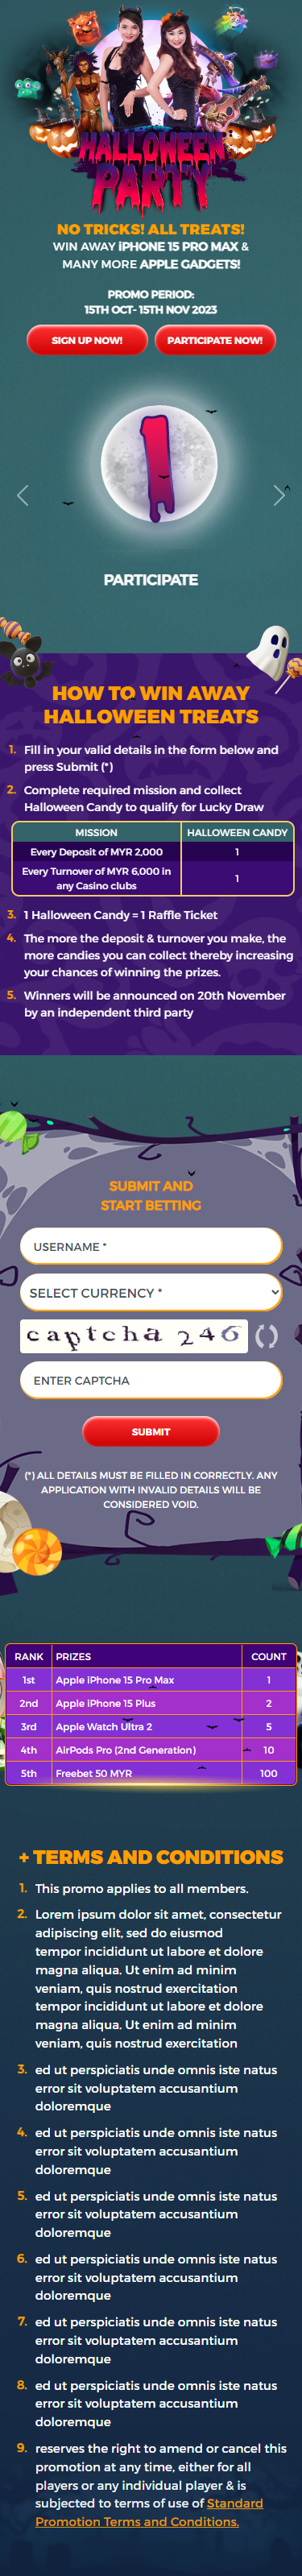 HALLOWEEN
PARTY
NO TRICKS! ALL TREATS!
WIN AWAY iPHONE 15 PRO MAX &
MANY MORE APPLE GADGETS!
PROMO PERIOD:
15TH OCT- 15TH NOV 2023
SIGN UP NOW! PARTICIPATE NOW!
1
PARTICIPATE
HOW TO WIN AWAY
HALLOWEEN TREATS
1. Fill in your valid details in the form below and
press Submit (*)
2. Complete required mission and collect
Halloween Candy to qualify for Lucky Draw
MISSION HALLOWEEN CANDY
Every Deposit of MYR 2,000 1
Every Turnover of MYR 6,000 in
any Casino clubs 1
3. 1 Halloween Candy = 1 Raffle Ticket
4. The more the deposit & turnover you make, the
more candies you can collect thereby increasing
your chances of winning the prizes.
5. Winners will be announced on 20th November
by an independent third party
SUBMIT AND
START BETTING
USERNAME *
SELECT CURRENCY *
captcha 246
ENTER CAPTCHA
SUBMIT
(*) ALL DETAILS MUST BE FILLED IN CORRECTLY. ANY
APPLICATION WITH INVALID DETAILS WILL BE
CONSIDERED VOID.
RANK PRIZES COUNT
1st Apple iPhone 15 Pro Max 1
2nd Apple iPhone 15 Plus 2
3rd Apple Watch Ultra 2 5
4th AirPods Pro (2nd Generation) 10
5th Freebet 50 MYR 100
+ TERMS AND CONDITIONS
1. This promo applies to all members.
2. Lorem ipsum dolor sit amet, consectetur
adipiscing elit, sed do eiusmod
tempor incididunt ut labore et dolore
magna aliqua. Ut enim ad minim
veniam, quis nostrud exercitation
tempor incididunt ut labore et dolore
magna aliqua. Ut enim ad minim
veniam, quis nostrud exercitation
3. ed ut perspiciatis unde omnis iste natus
error sit voluptatem accusantium
doloremque
4. ed ut perspiciatis unde omnis iste natus
error sit voluptatem accusantium
doloremque
5. ed ut perspiciatis unde omnis iste natus
error sit voluptatem accusantium
doloremque
6. ed ut perspiciatis unde omnis iste natus
error sit voluptatem accusantium
doloremque
7. ed ut perspiciatis unde omnis iste natus
error sit voluptatem accusantium
doloremque
8. ed ut perspiciatis unde omnis iste natus
error sit voluptatem accusantium
doloremque
9. reserves the right to amend or cancel this
promotion at any time, either for all
players or any individual player & is
subjected to terms of use of Standard
Promotion Terms and Conditions.